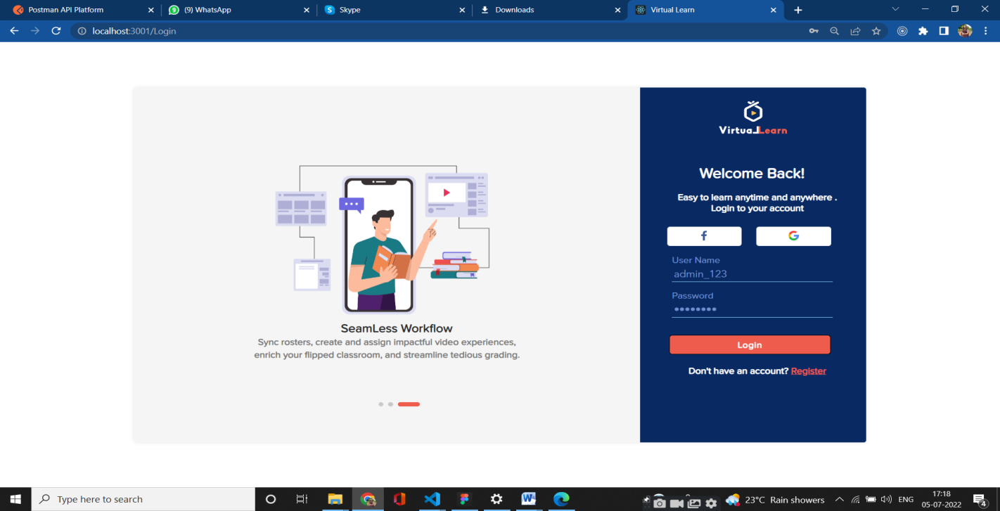 Postman API Platform
(9) WhatsApp
Skype
Downloads
Virtual Learn
localhost:3001/Login
VirtuaLLearn
Welcome Back!
Easy to learn anytime and anywhere .
Login to your account
User Name
admin_123
Password
Login
Don't have an account? Register
SeamLess Workflow
Sync rosters, create and assign impactful video experiences,
enrich your flipped classroom, and streamline tedious grading.
Type here to search
23°C Rain showers
ENG
17:18
05-07-2022
4